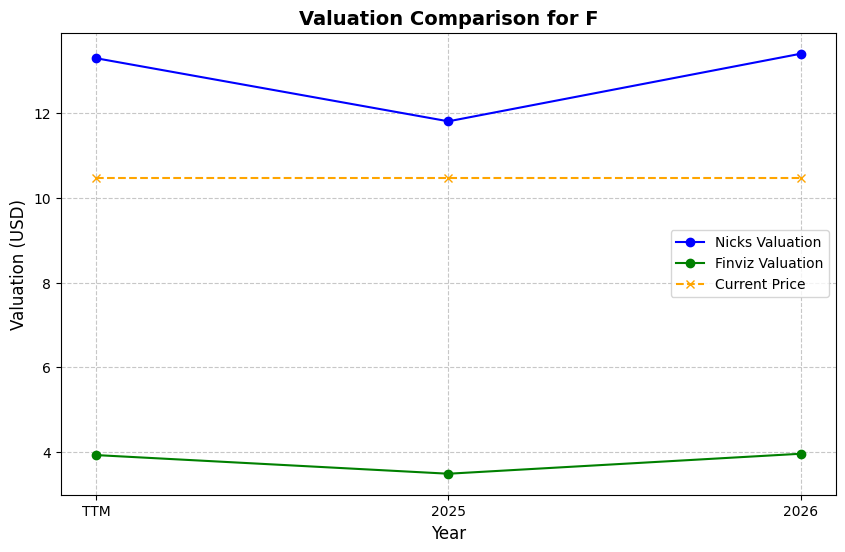 Valuation Comparison for F
Valuation (USD)
12
10
8
6
4
Nicks Valuation
Finviz Valuation
Current Price
TTM
2025
2026
Year